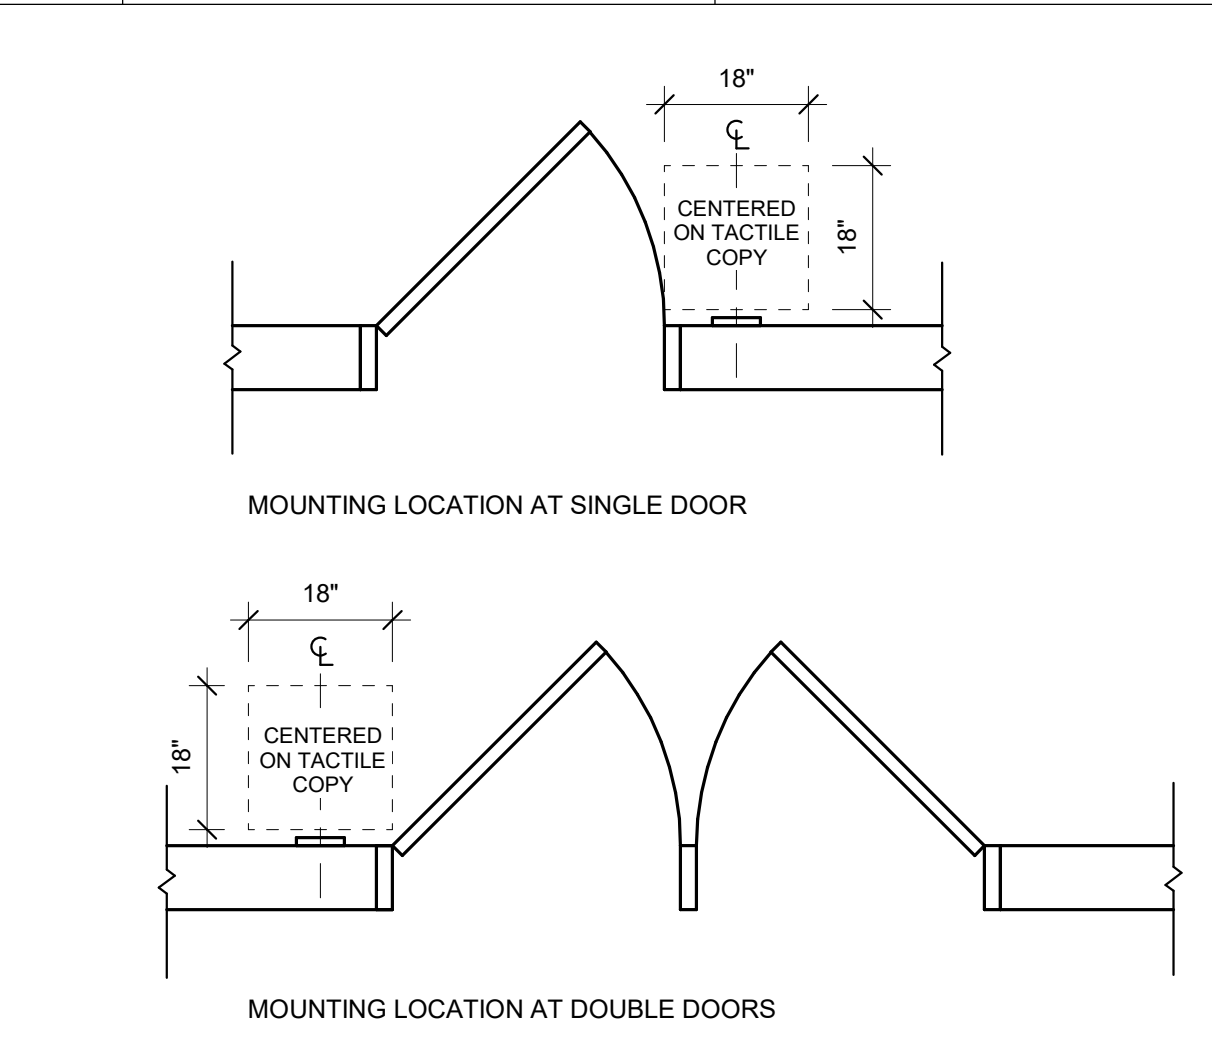 18"
℄
CENTERED
ON TACTILE
COPY
18"
MOUNTING LOCATION AT SINGLE DOOR
18"
℄
18"
CENTERED
ON TACTILE
COPY
MOUNTING LOCATION AT DOUBLE DOORS